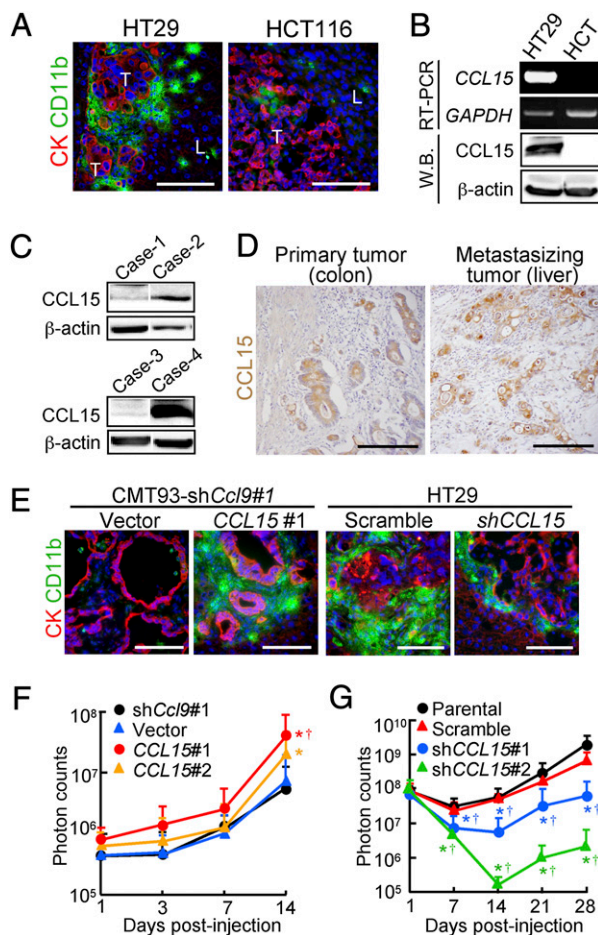 A
HT29
HCT116
CK CD11b
T
T
L
T
L
B
HT29
HCT
RT-PCR
CCL15
GAPDH
W.B.
CCL15
β-actin
C
Case-1
Case-2
CCL15
β-actin
Case-3
Case-4
CCL15
β-actin
D
Primary tumor
(colon)
Metastasizing
tumor (liver)
CCL15
E
CMT93-shCcl9#1
HT29
Vector
CCL15 #1
Scramble
shCCL15
CK CD11b
F
shCcl9#1
Vector
CCL15#1
CCL15#2
Photon counts
10⁸
10⁷
10⁶
10⁵
*†
*
1 3 7 14
Days post-injection
G
Parental
Scramble
shCCL15#1
shCCL15#2
Photon counts
10¹⁰
10⁹
10⁸
10⁷
10⁶
10⁵
*† *† *† *†
*† *† *† *†
1 7 14 21 28
Days post-injection